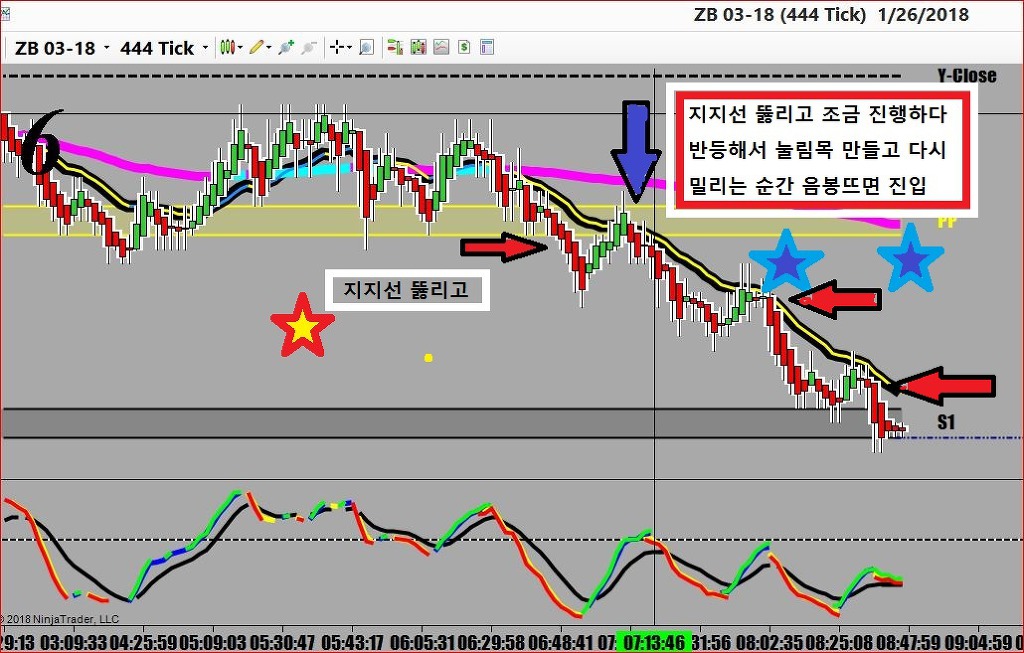 ZB 03-18 (444 Tick) 1/26/2018
ZB 03-18 444 Tick
Y-Close
6
지지선 뚫리고 조금 진행하다
반등해서 눌림목 만들고 다시
밀리는 순간 음봉뜨면 진입
PP
지지선 뚫리고
S1
© 2018 NinjaTrader, LLC
29:13 03:09:33 04:25:59 05:09:03 05:30:47 05:43:17 06:05:31 06:29:58 06:48:41 07: 07:13:46 31:56 08:02:35 08:25:08 08:47:59 09:04:59